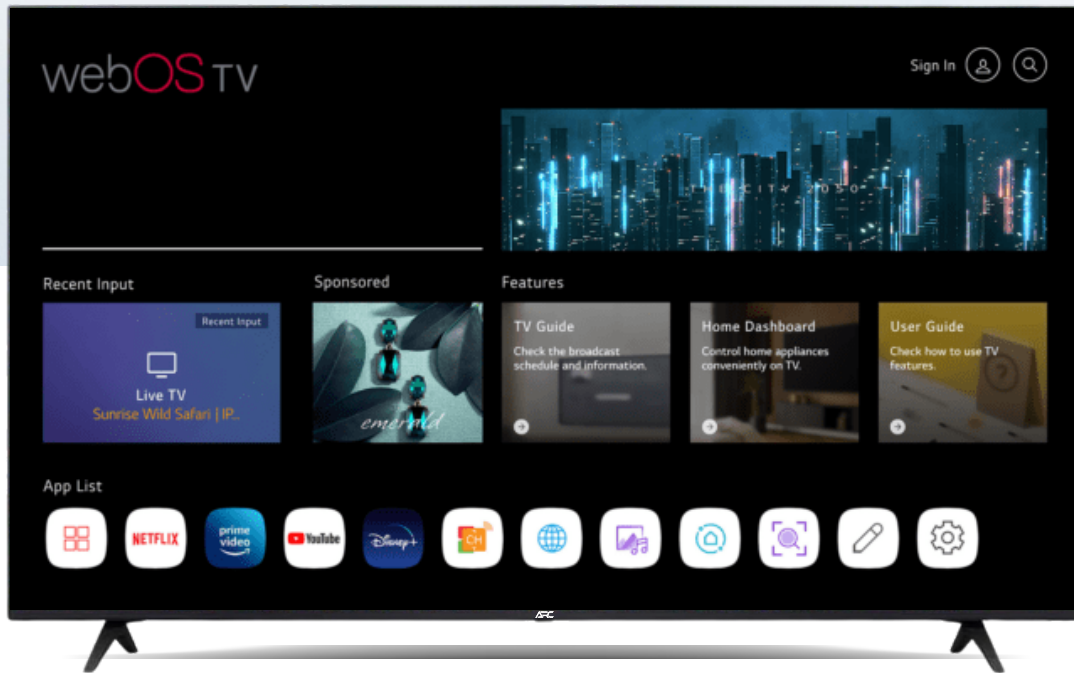 webOS TV
Sign In
THE CITY 2050
Recent Input
Sponsored
Features
Recent Input
Live TV
Sunrise Wild Safari | IP...
emerald
TV Guide
Check the broadcast
schedule and information.
Home Dashboard
Control home appliances
conveniently on TV.
User Guide
Check how to use TV
features.
?
App List
NETFLIX
prime
video
YouTube
Disney+
CH
AFC